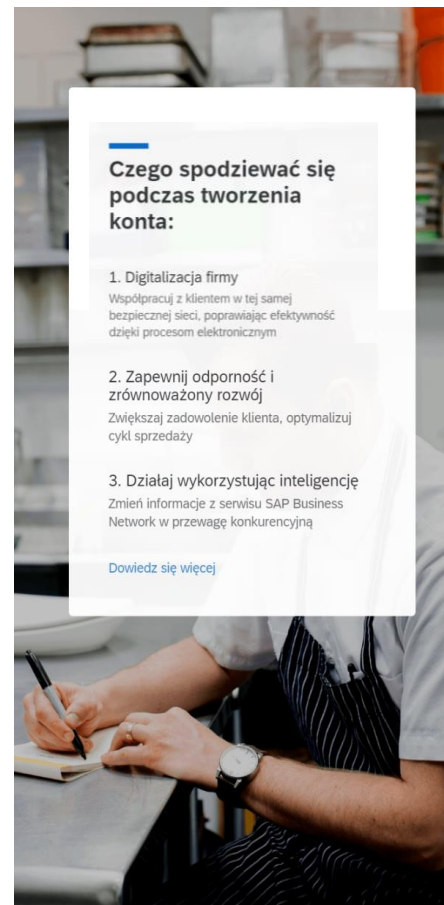 Czego spodziewać się
podczas tworzenia
konta:
1. Digitalizacja firmy
Współpracuj z klientem w tej samej
bezpiecznej sieci, poprawiając efektywność
dzięki procesom elektronicznym
2. Zapewnij odporność i
zrównoważony rozwój
Zwiększaj zadowolenie klienta, optymalizuj
cykl sprzedaży
3. Działaj wykorzystując inteligencję
Zmień informacje z serwisu SAP Business
Network w przewagę konkurencyjną
Dowiedz się więcej